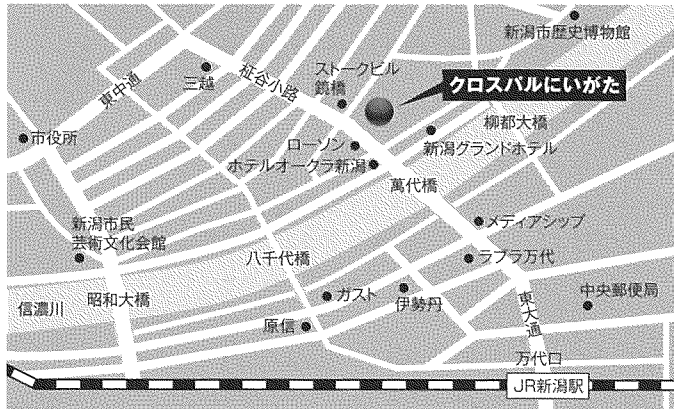 新潟市歴史博物館
ストークビル
鏡橋
クロスパルにいがた
三越
柾谷小路
東中通
市役所
ローソン
ホテルオークラ新潟
柳都大橋
新潟グランドホテル
萬代橋
新潟市民
芸術文化会館
メディアシップ
八千代橋
ラブラ万代
信濃川
昭和大橋
ガスト
伊勢丹
中央郵便局
原信
東大通
万代口
JR新潟駅